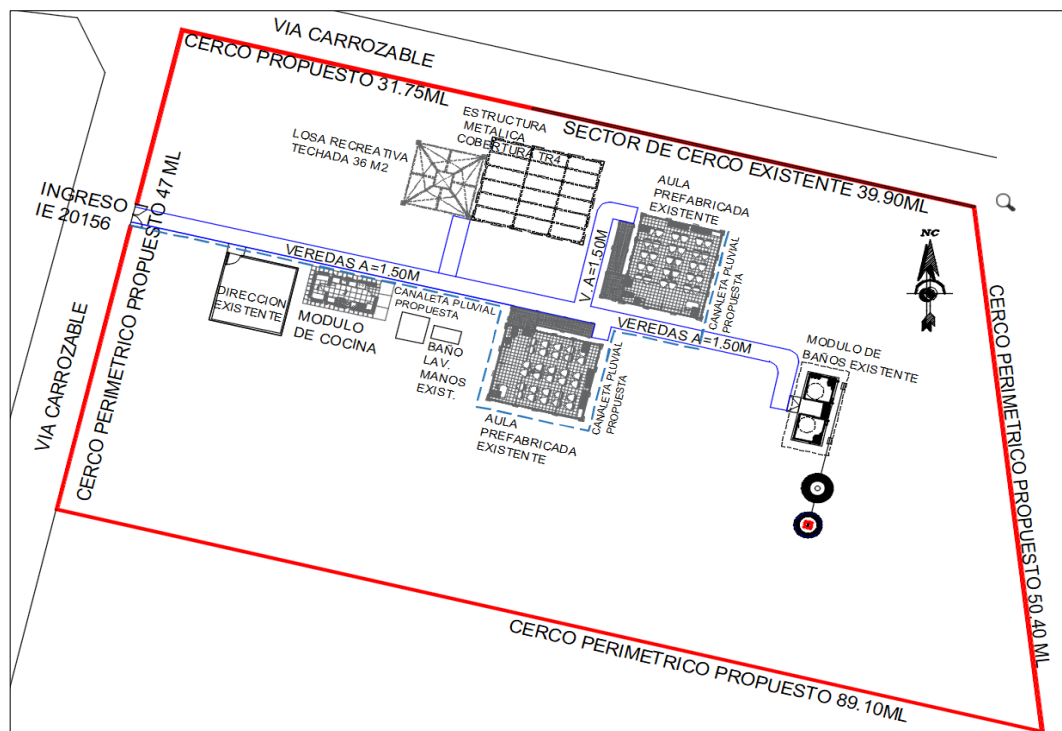 VIA CARROZABLE
CERCO PROPUESTO 31.75ML
SECTOR DE CERCO EXISTENTE 39.90ML
ESTRUCTURA
METALICA
COBERTURA TR4
LOSA RECREATIVA
TECHADA 36 M2
AULA
PREFABRICADA
EXISTENTE
INGRESO
IE 20156
CERCO PERIMETRICO PROPUESTO 47 ML
VIA CARROZABLE
VEREDAS A=1.50M
V. A=1.50M
CANALETA PLUVIAL
PROPUESTA
NC
DIRECCION
EXISTENTE
MODULO
DE COCINA
CANALETA PLUVIAL
PROPUESTA
BAÑO
LAV.
MANOS
EXIST.
VEREDAS A=1.50M
CANALETA PLUVIAL
PROPUESTA
AULA
PREFABRICADA
EXISTENTE
MODULO DE
BAÑOS EXISTENTE
CERCO PERIMETRICO PROPUESTO 50.40 ML
CERCO PERIMETRICO PROPUESTO 89.10ML